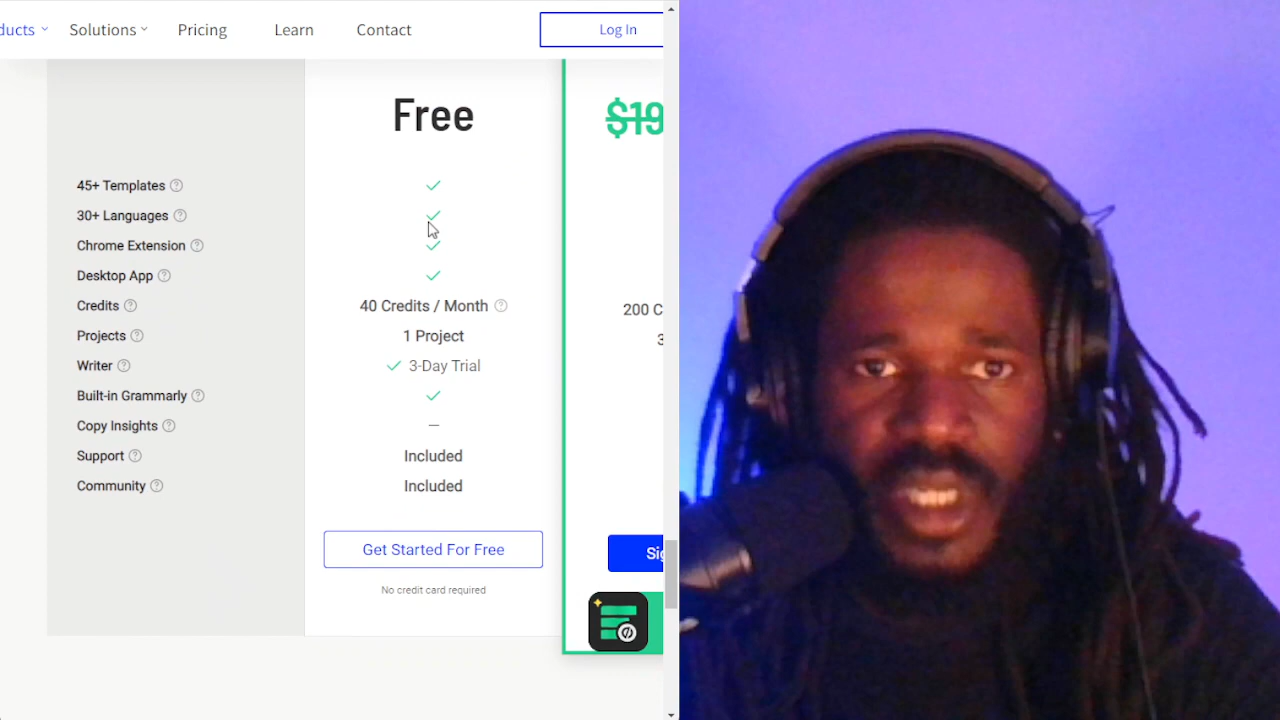 ducts Solutions Pricing Learn Contact Log In
Free $19
45+ Templates
30+ Languages
Chrome Extension
Desktop App
Credits 40 Credits / Month 200 C
Projects 1 Project 3
Writer 3-Day Trial
Built-in Grammarly
Copy Insights –
Support Included
Community Included
Get Started For Free Sig
No credit card required